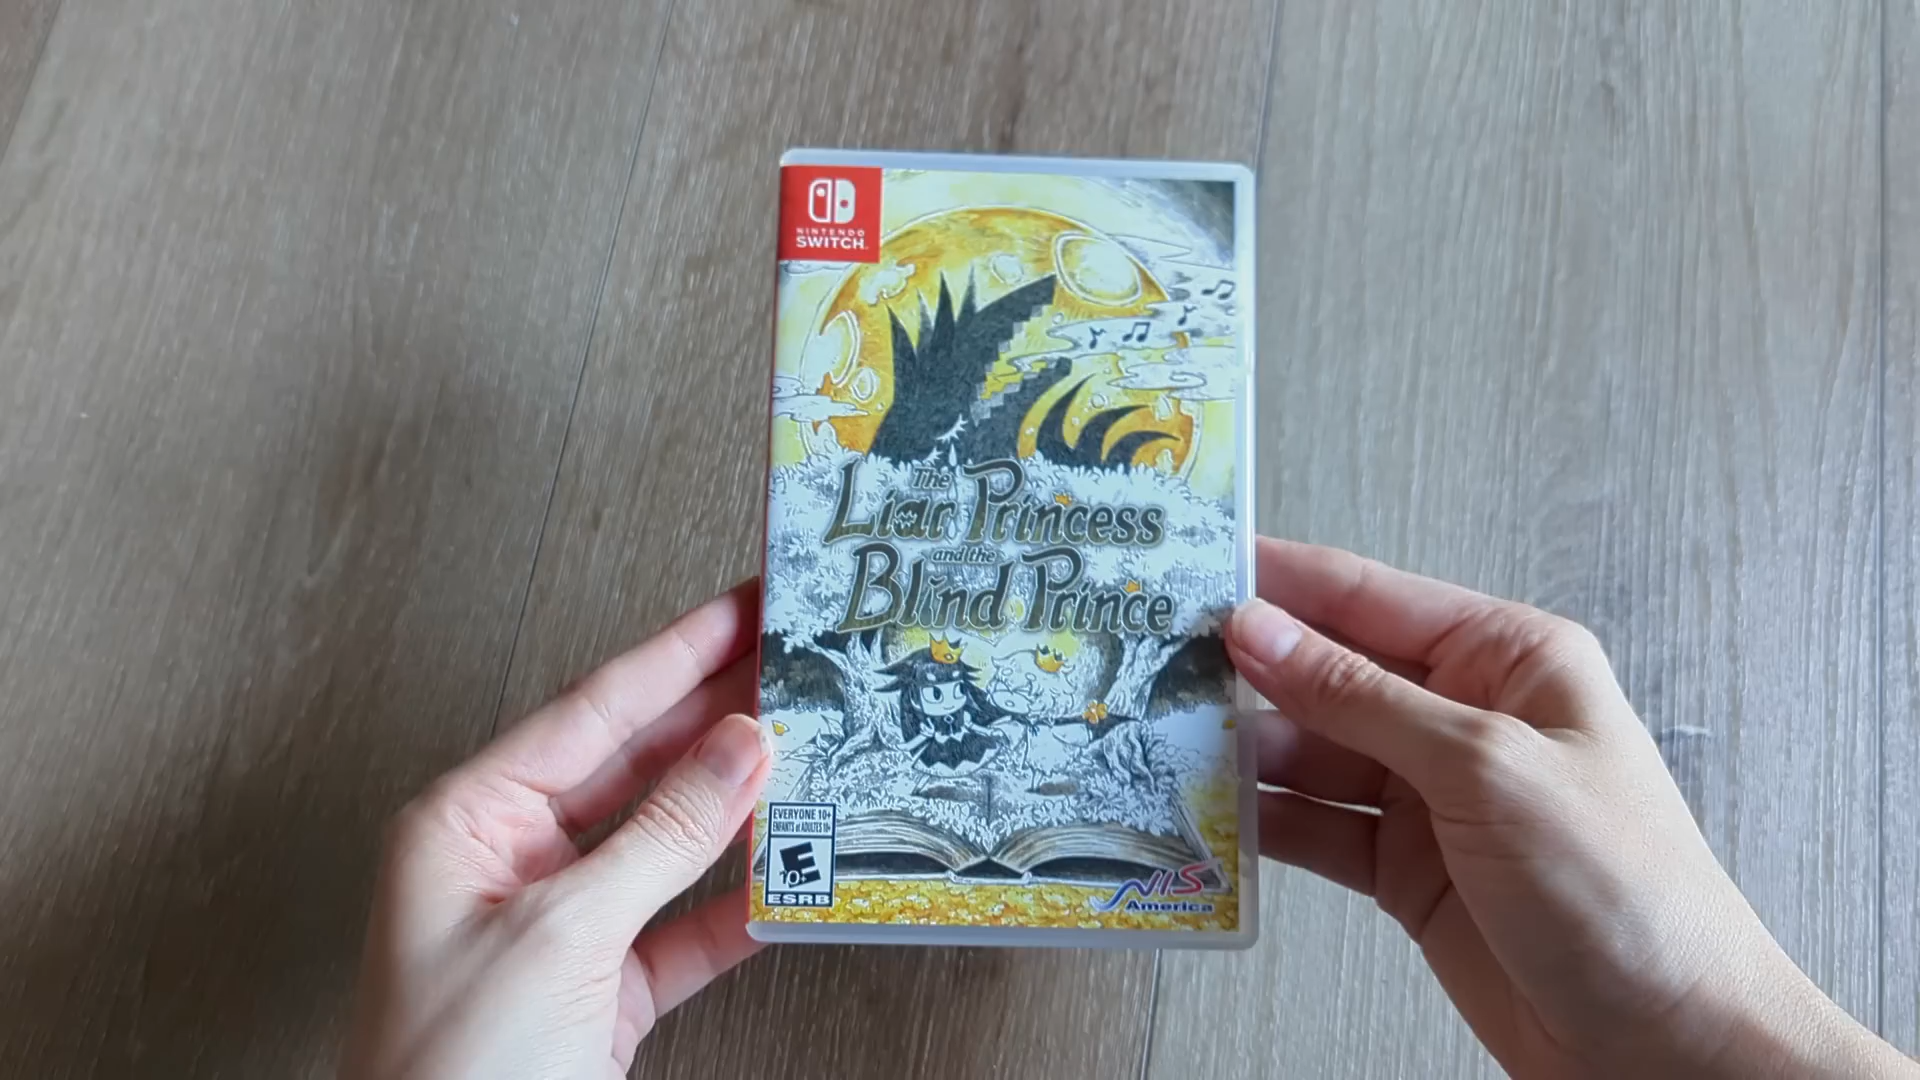 NINTENDO
SWITCH
The
Liar Princess
and the
Blind Prince
EVERYONE 10+
ENFANTS et ADULTES 10+
E
10+
ESRB
NIS
America